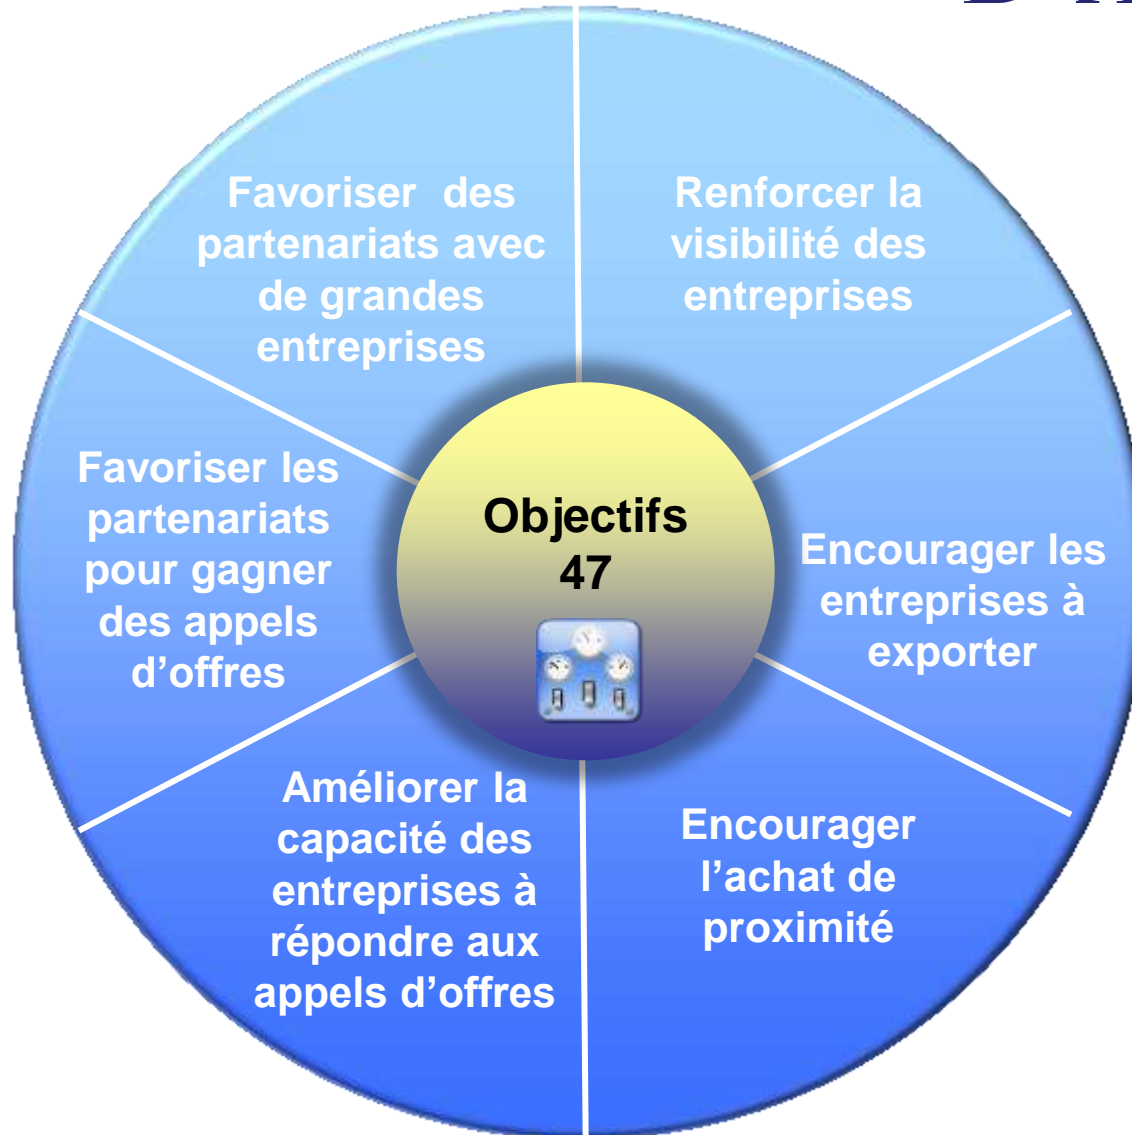 Favoriser des
partenariats avec
de grandes
entreprises
Renforcer la
visibilité des
entreprises
Favoriser les
partenariats
pour gagner
des appels
d’offres
Objectifs
47
Encourager les
entreprises à
exporter
Améliorer la
capacité des
entreprises à
répondre aux
appels d’offres
Encourager
l’achat de
proximité